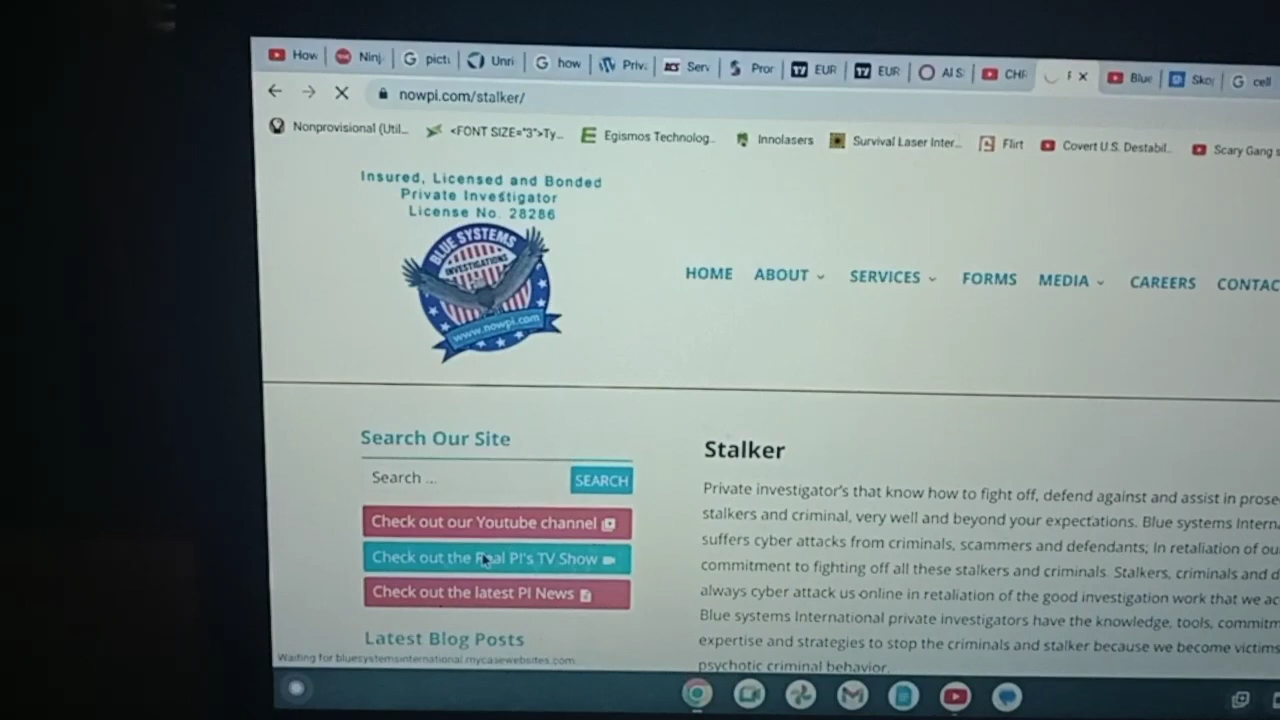 How
Ninj
G pictu
Unri
G how
Priv
KS Serv
Pror
T7 EUR
T7 EUR
AI S
CHR
Blue
Sko
G cell
nowpi.com/stalker/
Nonprovisional (Util...
<FONT SIZE="3">Ty...
Egismos Technolog...
Innolasers
Survival Laser Inter...
Flirt
Covert U.S. Destabil...
Scary Gang s
Insured, Licensed and Bonded
Private Investigator
License No. 28286
BLUE SYSTEMS
INVESTIGATIONS
www.nowpi.com
HOME ABOUT SERVICES FORMS MEDIA CAREERS CONTAC
Search Our Site
Search ...
SEARCH
Check out our Youtube channel
Check out the Real PI's TV Show
Check out the latest PI News
Latest Blog Posts
Stalker
Private investigator's that know how to fight off, defend against and assist in prose
stalkers and criminal, very well and beyond your expectations. Blue systems Interna
suffers cyber attacks from criminals, scammers and defendants; In retaliation of ou
commitment to fighting off all these stalkers and criminals. Stalkers, criminals and d
always cyber attack us online in retaliation of the good investigation work that we ac
Blue systems International private investigators have the knowledge, tools, commitm
expertise and strategies to stop the criminals and stalker because we become victims
psychotic criminal behavior.
Waiting for bluesystemsinternational.mycasewebsites.com